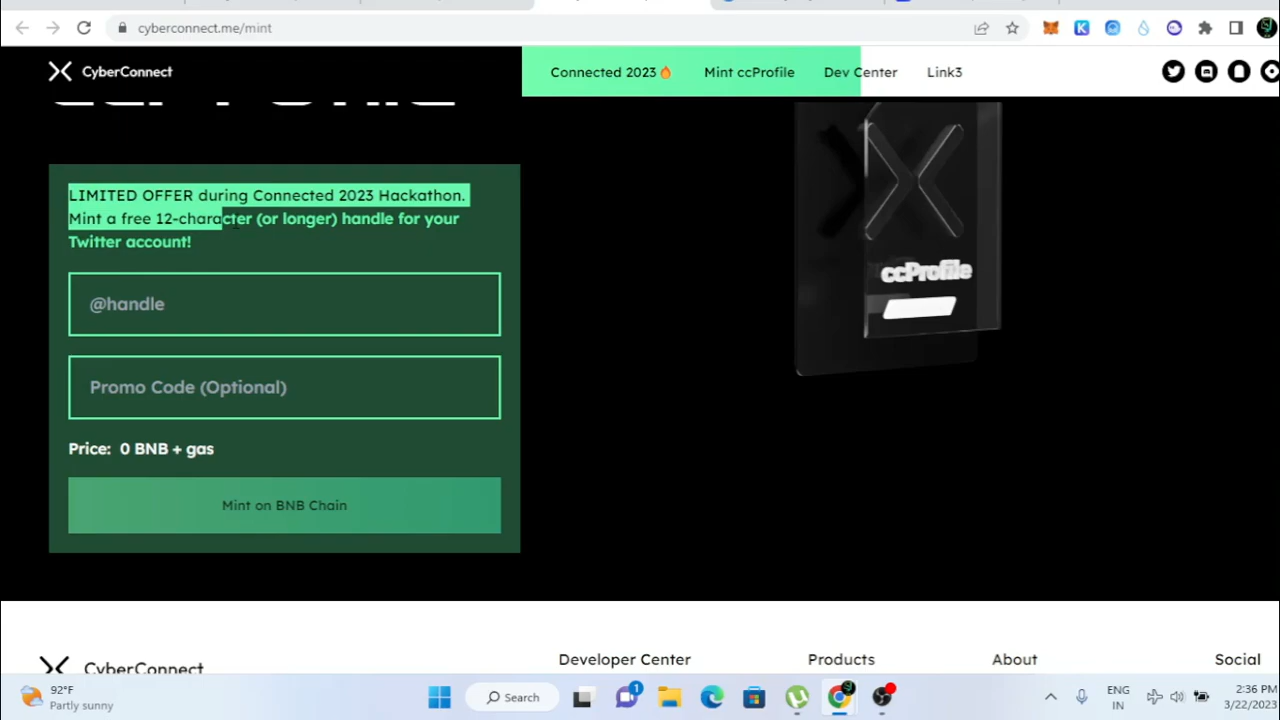 cyberconnect.me/mint
CyberConnect
Connected 2023🔥
Mint ccProfile
Dev Center
Link3
ccProfile
LIMITED OFFER during Connected 2023 Hackathon.
Mint a free 12-character (or longer) handle for your
Twitter account!
@handle
Promo Code (Optional)
Price: 0 BNB + gas
Mint on BNB Chain
ccProfile
CyberConnect
Developer Center
Products
About
Social
92°F
Partly sunny
Search
1
ENG
IN
2:36 PM
3/22/2023